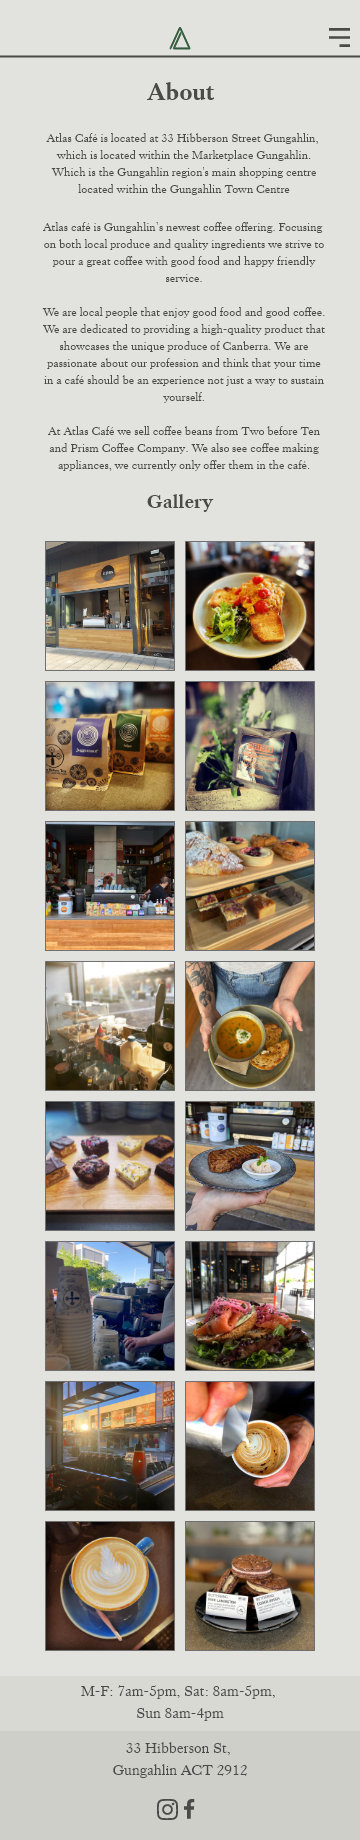 About
Atlas Café is located at 33 Hibberson Street Gungahlin,
which is located within the Marketplace Gungahlin.
Which is the Gungahlin region's main shopping centre
located within the Gungahlin Town Centre
Atlas café is Gungahlin's newest coffee offering. Focusing
on both local produce and quality ingredients we strive to
pour a great coffee with good food and happy friendly
service.
We are local people that enjoy good food and good coffee.
We are dedicated to providing a high-quality product that
showcases the unique produce of Canberra. We are
passionate about our profession and think that your time
in a café should be an experience not just a way to sustain
yourself.
At Atlas Café we sell coffee beans from Two before Ten
and Prism Coffee Company. We also see coffee making
appliances, we currently only offer them in the café.
Gallery
M-F: 7am-5pm, Sat: 8am-5pm,
Sun 8am-4pm
33 Hibberson St,
Gungahlin ACT 2912